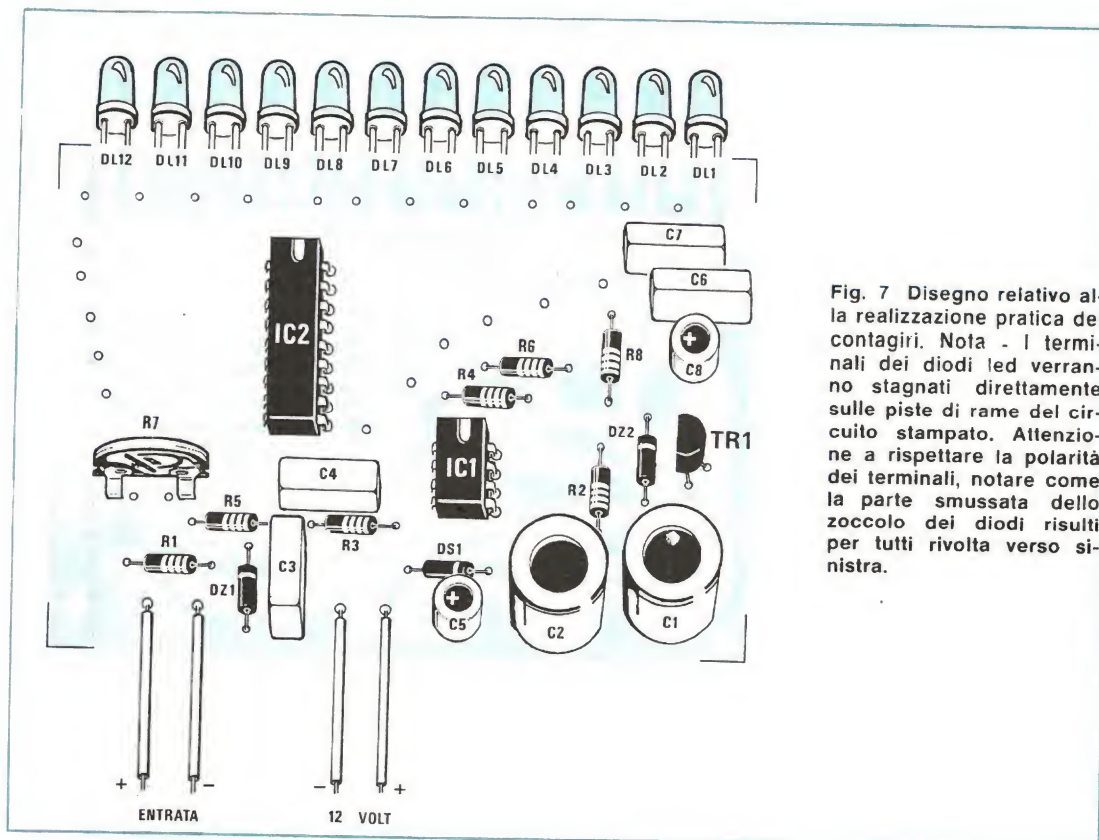 DL12 DL11 DL10 DL9 DL8 DL7 DL6 DL5 DL4 DL3 DL2 DL1
C7
C6
IC2
R6
R8
+
C8
R4
R7
DZ2
TR1
C4
IC1
R2
R5
R3
R1
C3
DS1
DZ1
+
C5
C2
C1
+ - - +
ENTRATA 12 VOLT
Fig. 7 Disegno relativo al-
la realizzazione pratica de
contagiri. Nota - I termi-
nali dei diodi led verran-
no stagnati direttamente
sulle piste di rame del cir-
cuito stampato. Attenzio-
ne a rispettare la polarità
dei terminali, notare come
la parte smussata dello
zoccolo dei diodi risulti
per tutti rivolta verso si-
nistra.